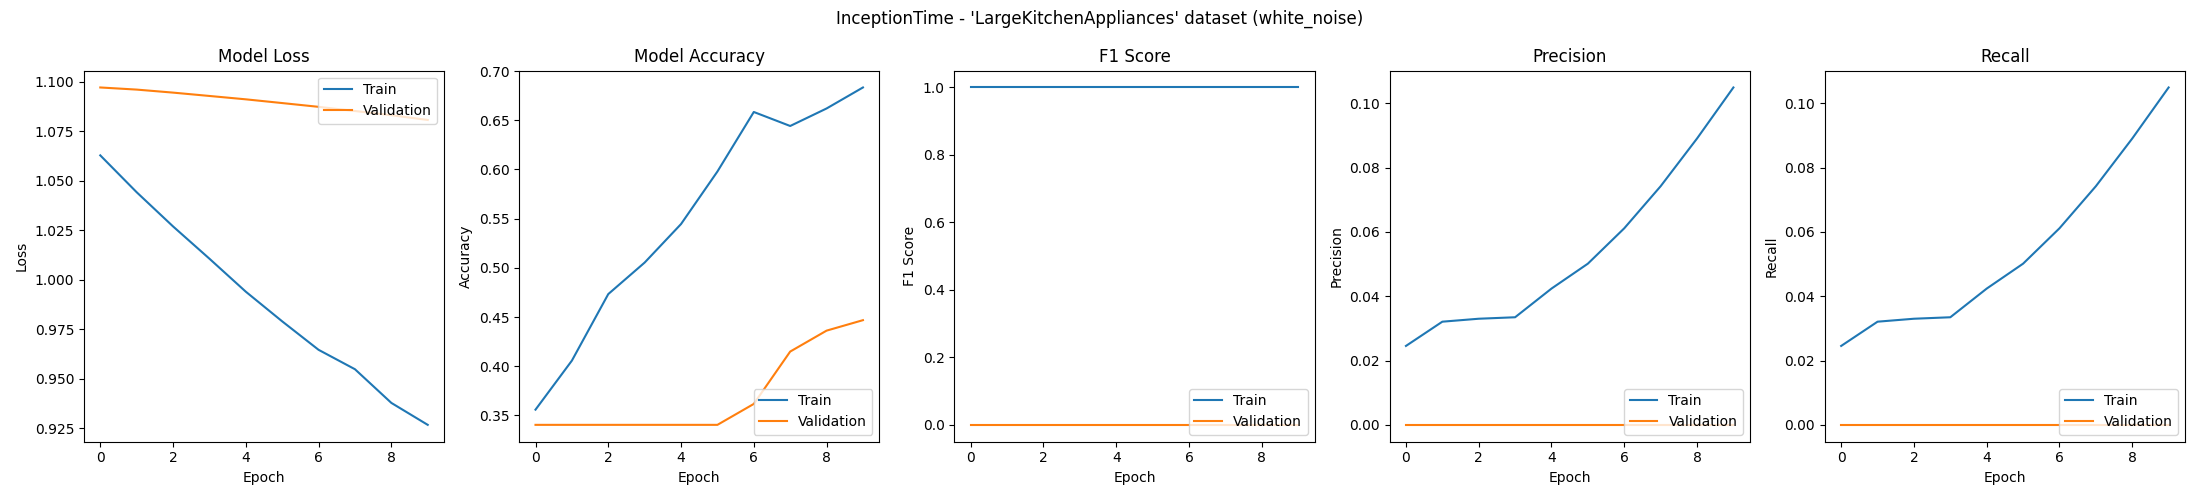 InceptionTime - 'LargeKitchenAppliances' dataset (white_noise)
Model Loss
1.100
1.075
1.050
1.025
1.000
0.975
0.950
0.925
Loss
0 2 4 6 8
Epoch
Train
Validation
Model Accuracy
0.70
0.65
0.60
0.55
0.50
0.45
0.40
0.35
Accuracy
0 2 4 6 8
Epoch
Train
Validation
F1 Score
1.0
0.8
0.6
0.4
0.2
0.0
F1 Score
0 2 4 6 8
Epoch
Train
Validation
Precision
0.10
0.08
0.06
0.04
0.02
0.00
Precision
0 2 4 6 8
Epoch
Train
Validation
Recall
0.10
0.08
0.06
0.04
0.02
0.00
Recall
0 2 4 6 8
Epoch
Train
Validation